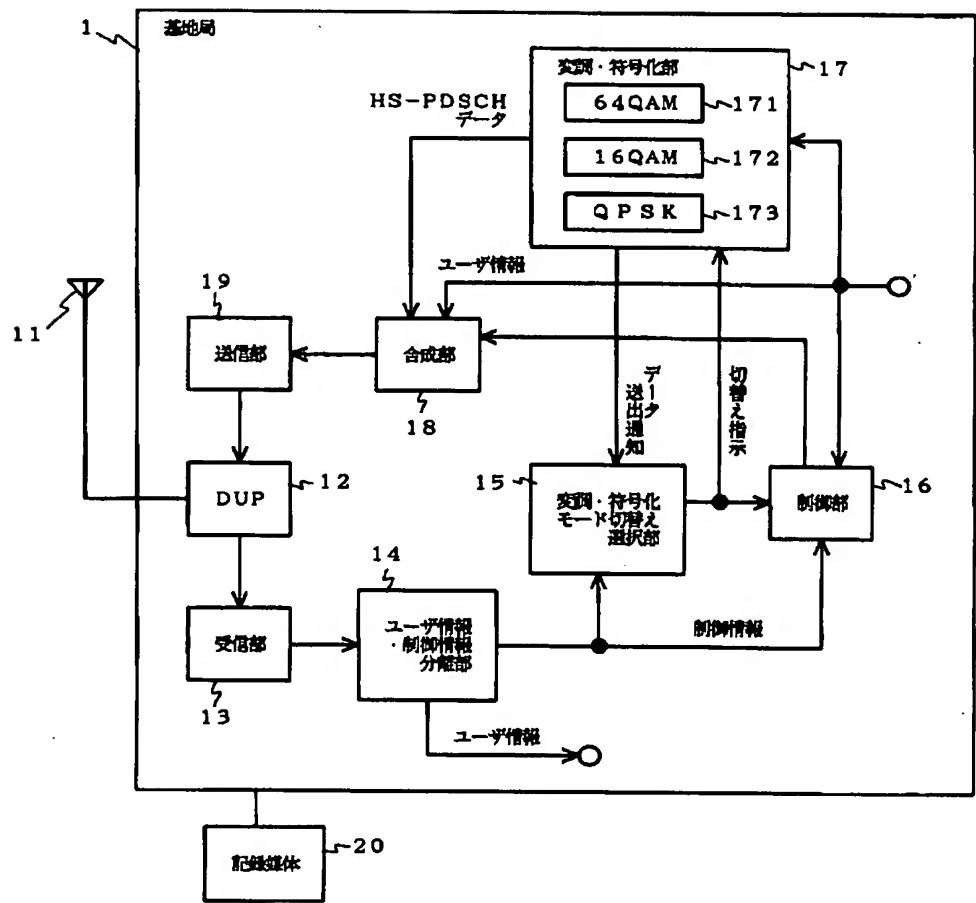 1
基地局
変調・符号化部
17
64QAM
171
16QAM
172
QPSK
173
HS-PDSCH
データ
ユーザ情報
11
19
送信部
合成部
18
データ
送出通知
切替え指示
DUP
12
15
変調・符号化
モード切替え
選択部
制御部
16
14
ユーザ情報
・制御情報
分離部
制御情報
受信部
13
ユーザ情報
記録媒体
20